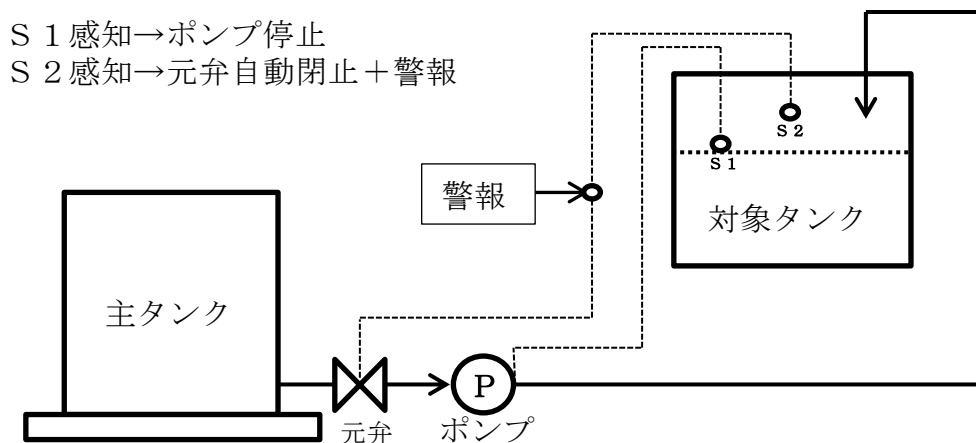 S1感知→ポンプ停止
S2感知→元弁自動閉止+警報
S2
S1
警報
対象タンク
主タンク
P
元弁
ポンプ